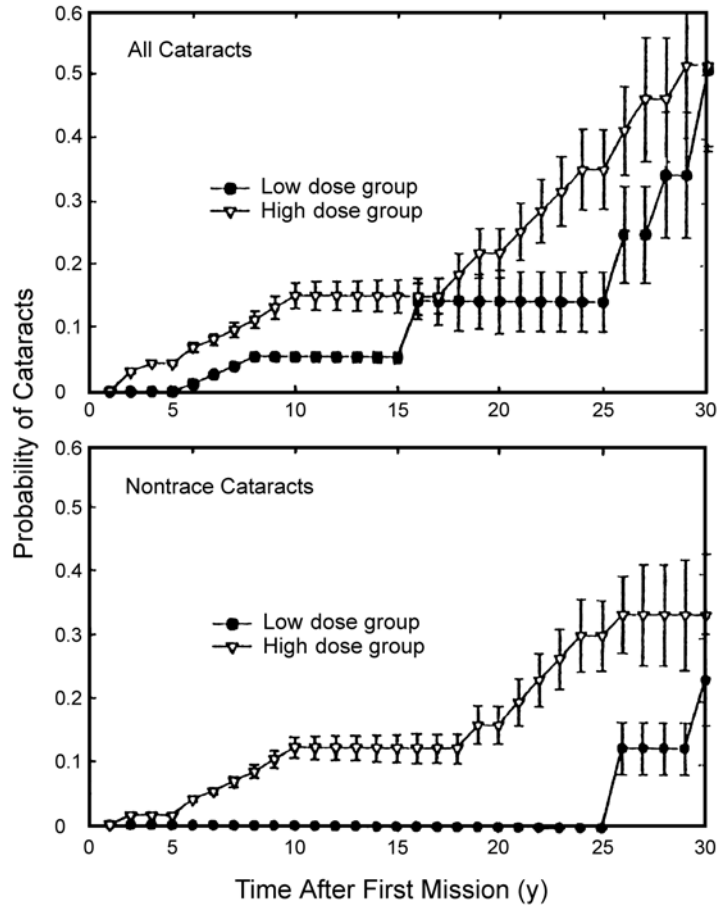 0.6
All Cataracts
0.5
0.4
0.3
Low dose group
High dose group
0.2
0.1
0
0 5 10 15 20 25 30
Probability of Cataracts
0.6
Nontrace Cataracts
0.5
0.4
0.3
Low dose group
High dose group
0.2
0.1
0
0 5 10 15 20 25 30
Time After First Mission (y)